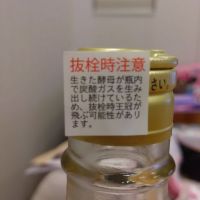 抜栓時注意
生きた酵母が瓶内
で炭酸ガスを生み
出し続けているた
め、抜栓時王冠が
飛ぶ可能性があり
ます。
さい。